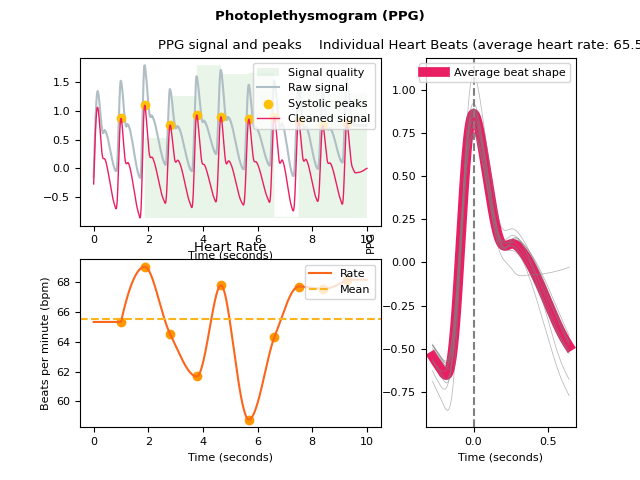 Photoplethysmogram (PPG)
PPG signal and peaks
Individual Heart Beats (average heart rate: 65.5
Signal quality
Raw signal
Systolic peaks
Cleaned signal
1.5
1.0
0.5
0.0
−0.5
0 2 4 6 8 10
Time (seconds)
Average beat shape
1.00
0.75
0.50
0.25
0.00
−0.25
−0.50
−0.75
PPG
0.0 0.5
Time (seconds)
Heart Rate
Rate
Mean
Beats per minute (bpm)
68
66
64
62
60
0 2 4 6 8 10
Time (seconds)